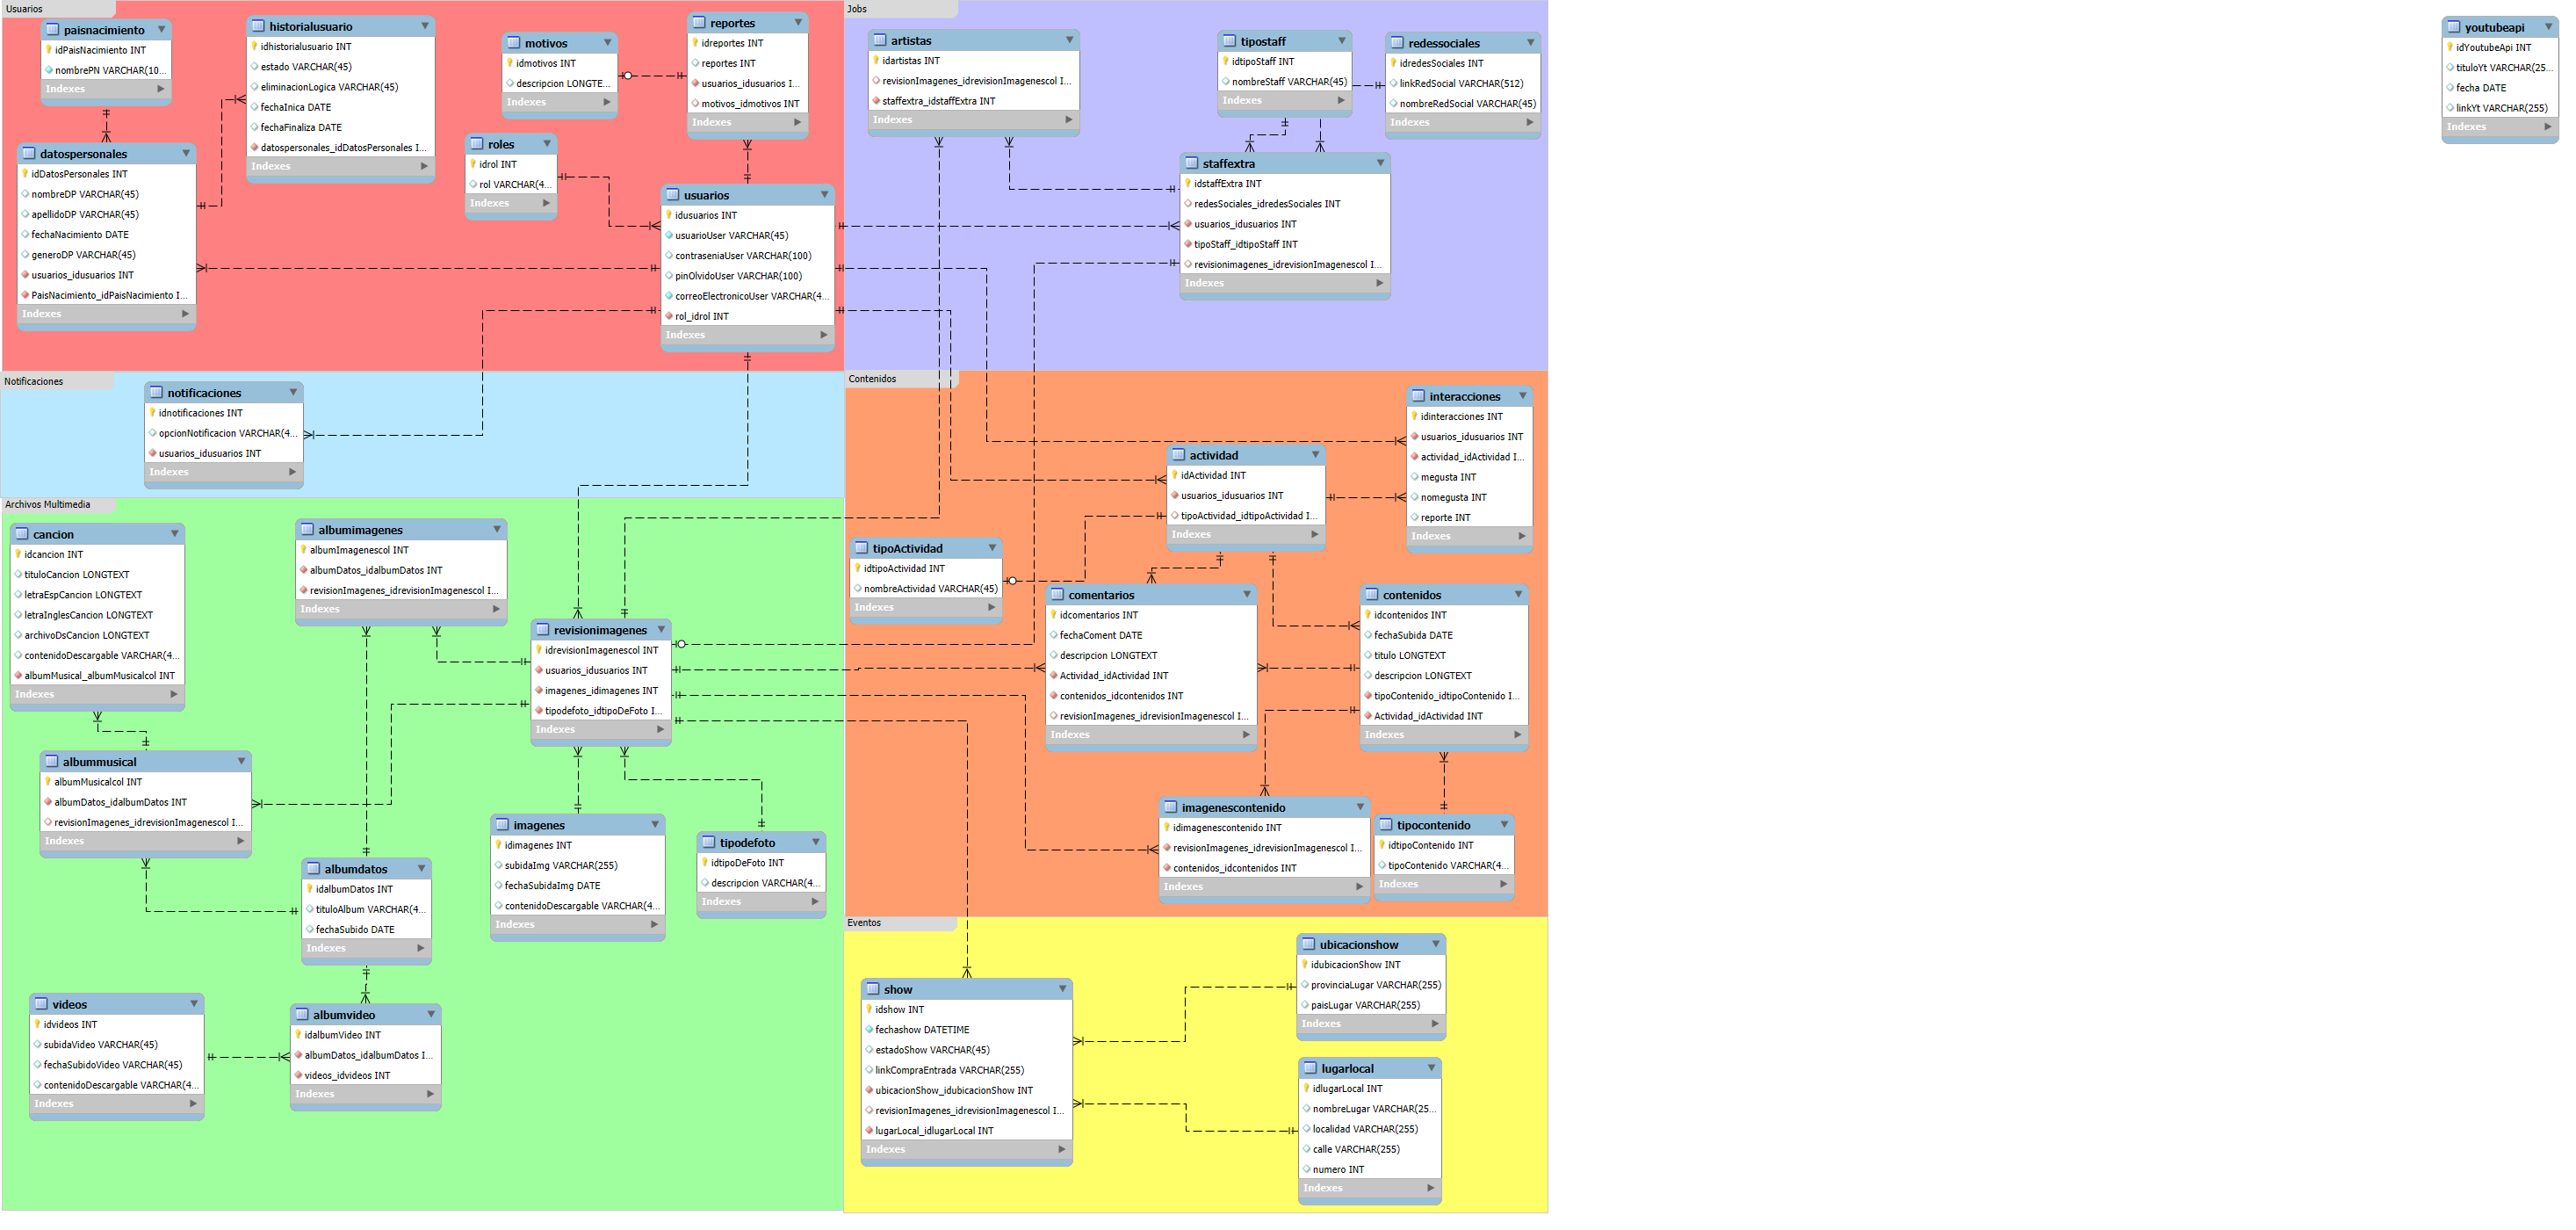 Usuarios
paisnacimiento
idPaisNacimiento INT
nombrePN VARCHAR(10...
Indexes
historialusuario
idhistorialusuario INT
estado VARCHAR(45)
eliminacionLogica VARCHAR(45)
fechaInica DATE
fechaFinaliza DATE
datospersonales_idDatosPersonales I...
Indexes
motivos
idmotivos INT
descripcion LONGTE...
Indexes
reportes
idreportes INT
reportes INT
usuarios_idusuarios I...
motivos_idmotivos INT
Indexes
datospersonales
idDatosPersonales INT
nombreDP VARCHAR(45)
apellidoDP VARCHAR(45)
fechaNacimiento DATE
generoDP VARCHAR(45)
usuarios_idusuarios INT
PaisNacimiento_idPaisNacimiento I...
Indexes
roles
idrol INT
rol VARCHAR(4...
Indexes
usuarios
idusuarios INT
usuarioUser VARCHAR(45)
contraseniaUser VARCHAR(100)
pinOlvidoUser VARCHAR(100)
correoElectronicoUser VARCHAR(4...
rol_idrol INT
Indexes
Jobs
artistas
idartistas INT
revisionImagenes_idrevisionImagenescol I...
staffextra_idstaffExtra INT
Indexes
tipostaff
idtipoStaff INT
nombreStaff VARCHAR(45)
Indexes
redessociales
idredesSociales INT
linkRedSocial VARCHAR(512)
nombreRedSocial VARCHAR(45)
Indexes
staffextra
idstaffExtra INT
redesSociales_idredesSociales INT
usuarios_idusuarios INT
tipoStaff_idtipoStaff INT
revisionimagenes_idrevisionImagenescol I...
Indexes
youtubeapi
idYoutubeApi INT
tituloYt VARCHAR(25...
fecha DATE
linkYt VARCHAR(255)
Indexes
Notificaciones
notificaciones
idnotificaciones INT
opcionNotificacion VARCHAR(4...
usuarios_idusuarios INT
Indexes
Contenidos
interacciones
idinteracciones INT
usuarios_idusuarios INT
actividad_idActividad I...
megusta INT
nomegusta INT
reporte INT
Indexes
actividad
idActividad INT
usuarios_idusuarios INT
tipoActividad_idtipoActividad I...
Indexes
tipoActividad
idtipoActividad INT
nombreActividad VARCHAR(45)
Indexes
comentarios
idcomentarios INT
fechaComent DATE
descripcion LONGTEXT
Actividad_idActividad INT
contenidos_idcontenidos INT
revisionImagenes_idrevisionImagenescol I...
Indexes
contenidos
idcontenidos INT
fechaSubida DATE
titulo LONGTEXT
descripcion LONGTEXT
tipoContenido_idtipoContenido I...
Actividad_idActividad INT
Indexes
imagenescontenido
idimagenescontenido INT
revisionImagenes_idrevisionImagenescol I...
contenidos_idcontenidos INT
Indexes
tipocontenido
idtipoContenido INT
tipoContenido VARCHAR(4...
Indexes
Archivos Multimedia
cancion
idcancion INT
tituloCancion LONGTEXT
letraEspCancion LONGTEXT
letraInglesCancion LONGTEXT
archivoDsCancion LONGTEXT
contenidoDescargable VARCHAR(4...
albumMusical_albumMusicalcol INT
Indexes
albumimagenes
albumImagenescol INT
albumDatos_idalbumDatos INT
revisionImagenes_idrevisionImagenescol I...
Indexes
revisionimagenes
idrevisionImagenescol INT
usuarios_idusuarios INT
imagenes_idimagenes INT
tipodefoto_idtipoDeFoto I...
Indexes
albummusical
albumMusicalcol INT
albumDatos_idalbumDatos INT
revisionImagenes_idrevisionImagenescol I...
Indexes
imagenes
idimagenes INT
subidaImg VARCHAR(255)
fechaSubidaImg DATE
contenidoDescargable VARCHAR(4...
Indexes
tipodefoto
idtipoDeFoto INT
descripcion VARCHAR(4...
Indexes
albumdatos
idalbumDatos INT
tituloAlbum VARCHAR(4...
fechaSubido DATE
Indexes
videos
idvideos INT
subidaVideo VARCHAR(45)
fechaSubidoVideo VARCHAR(45)
contenidoDescargable VARCHAR(4...
Indexes
albumvideo
idalbumVideo INT
albumDatos_idalbumDatos I...
videos_idvideos INT
Indexes
Eventos
show
idshow INT
fechashow DATETIME
estadoShow VARCHAR(45)
linkCompraEntrada VARCHAR(255)
ubicacionShow_idubicacionShow INT
revisionImagenes_idrevisionImagenescol I...
lugarLocal_idlugarLocal INT
Indexes
ubicacionshow
idubicacionShow INT
provinciaLugar VARCHAR(255)
paisLugar VARCHAR(255)
Indexes
lugarlocal
idlugarLocal INT
nombreLugar VARCHAR(25...
localidad VARCHAR(255)
calle VARCHAR(255)
numero INT
Indexes